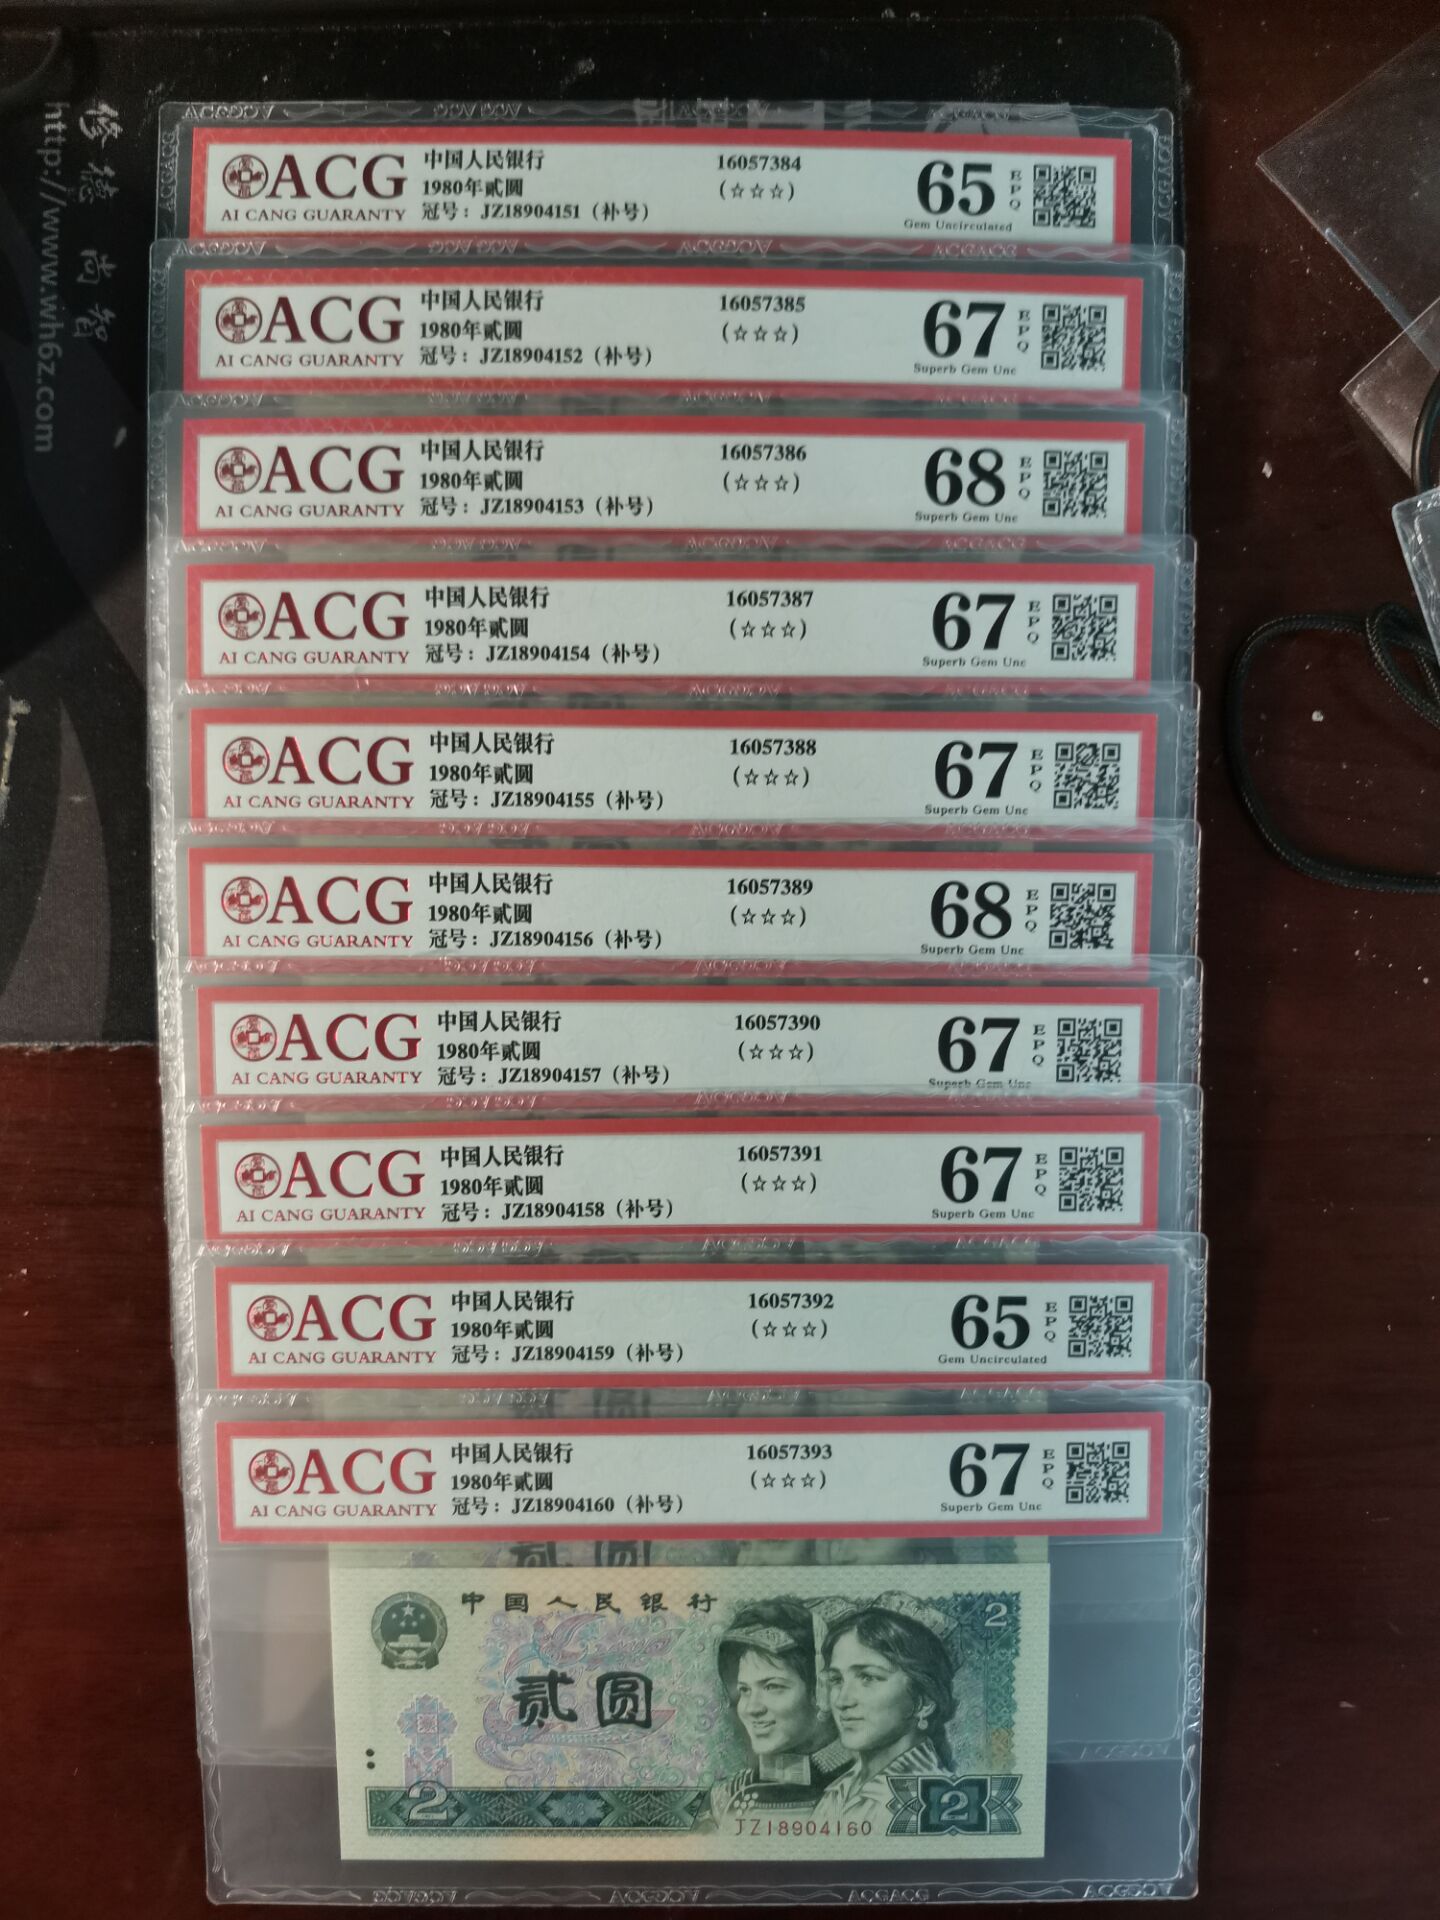 修德 尚智
http://www.wh6z.com
ACG 中国人民银行 16057384 65 EPQ
1980年贰圆 (☆☆☆)
AI CANG GUARANTY 冠号：JZ18904151（补号） Gem Uncirculated
ACG 中国人民银行 16057385 67 EPQ
1980年贰圆 (☆☆☆)
AI CANG GUARANTY 冠号：JZ18904152（补号） Superb Gem Unc
ACG 中国人民银行 16057386 68 EPQ
1980年贰圆 (☆☆☆)
AI CANG GUARANTY 冠号：JZ18904153（补号） Superb Gem Unc
ACG 中国人民银行 16057387 67 EPQ
1980年贰圆 (☆☆☆)
AI CANG GUARANTY 冠号：JZ18904154（补号） Superb Gem Unc
ACG 中国人民银行 16057388 67 EPQ
1980年贰圆 (☆☆☆)
AI CANG GUARANTY 冠号：JZ18904155（补号） Superb Gem Unc
ACG 中国人民银行 16057389 68 EPQ
1980年贰圆 (☆☆☆)
AI CANG GUARANTY 冠号：JZ18904156（补号） Superb Gem Unc
ACG 中国人民银行 16057390 67 EPQ
1980年贰圆 (☆☆☆)
AI CANG GUARANTY 冠号：JZ18904157（补号） Superb Gem Unc
ACG 中国人民银行 16057391 67 EPQ
1980年贰圆 (☆☆☆)
AI CANG GUARANTY 冠号：JZ18904158（补号） Superb Gem Unc
ACG 中国人民银行 16057392 65 EPQ
1980年贰圆 (☆☆☆)
AI CANG GUARANTY 冠号：JZ18904159（补号） Gem Uncirculated
ACG 中国人民银行 16057393 67 EPQ
1980年贰圆 (☆☆☆)
AI CANG GUARANTY 冠号：JZ18904160（补号） Superb Gem Unc
贰圆
中国人民银行 2
贰圆
2 2
JZ18904160
ACGACG